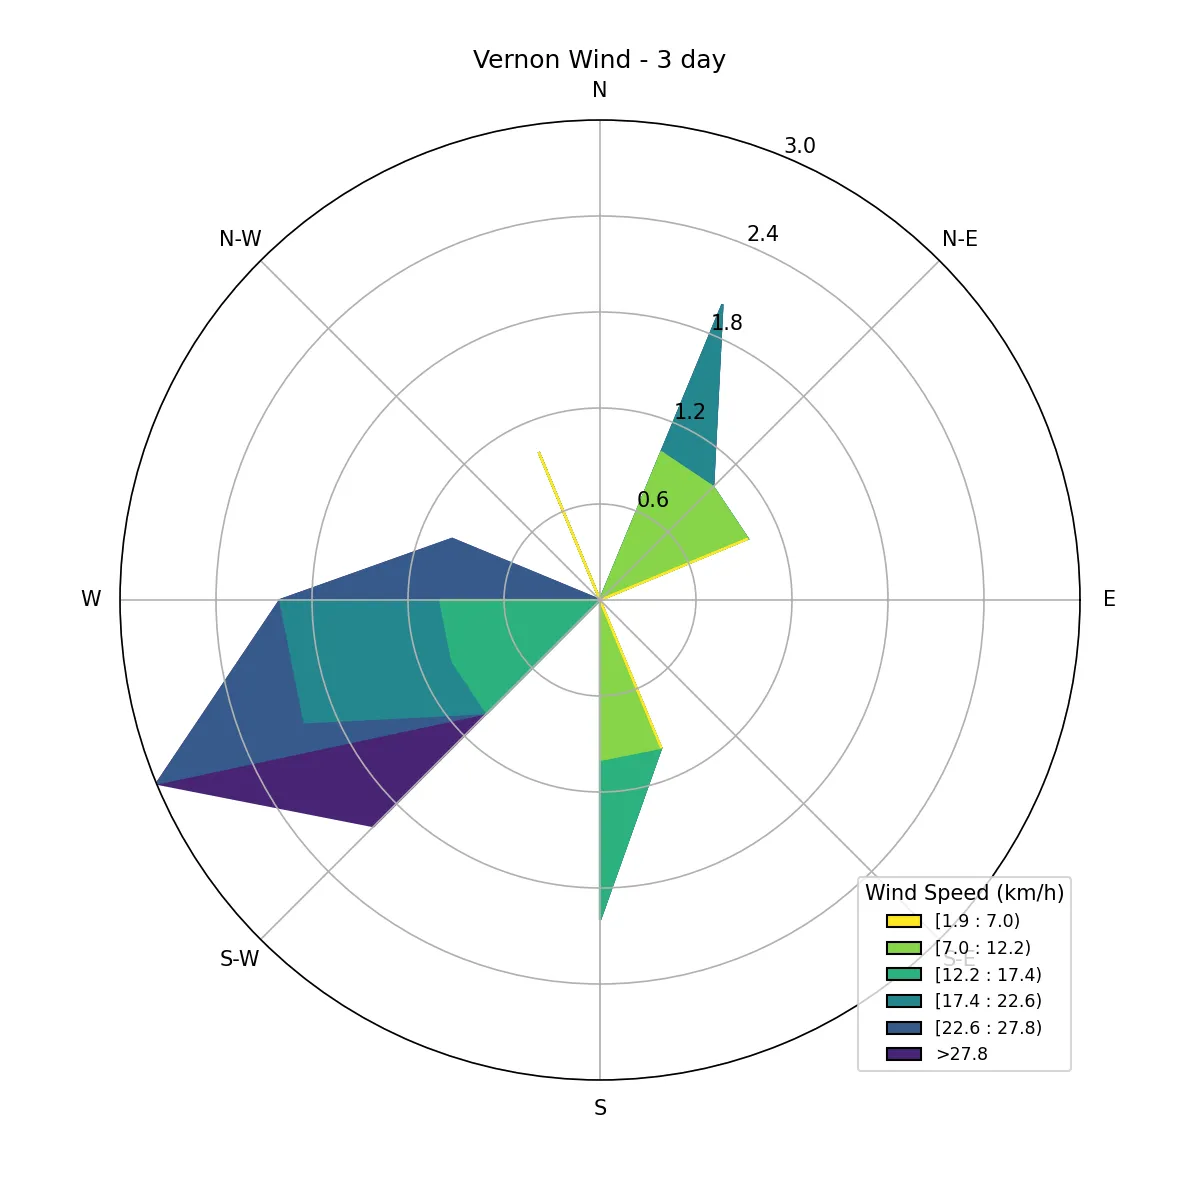 Vernon Wind - 3 day
N
3.0
2.4
N-W
N-E
1.8
1.2
0.6
W
E
S-W
S-E
S
Wind Speed (km/h)
[1.9 : 7.0)
[7.0 : 12.2)
[12.2 : 17.4)
[17.4 : 22.6)
[22.6 : 27.8)
>27.8